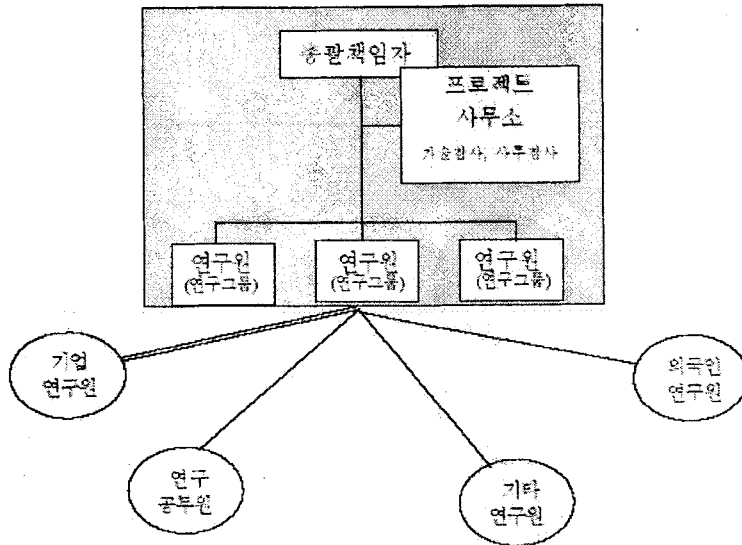 총괄책임자
프로젝트
사무소
기술참사, 사무참사
연구원
(연구그룹)
연구원
(연구그룹)
연구원
(연구그룹)
기업
연구원
외국인
연구원
연구
공무원
기타
연구원